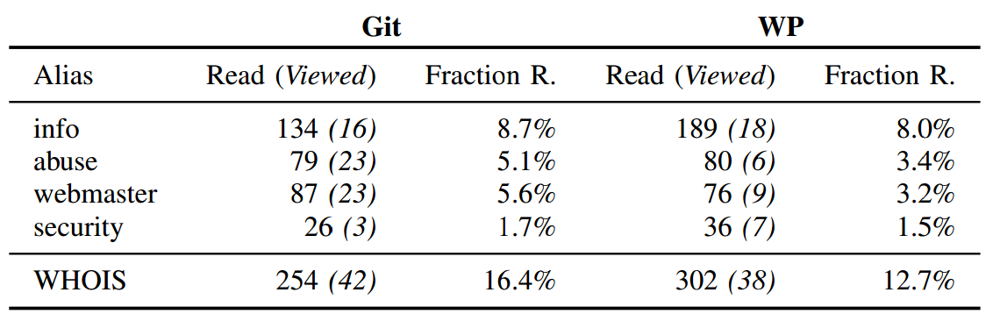 Git WP
Alias Read (Viewed) Fraction R. Read (Viewed) Fraction R.
info 134 (16) 8.7% 189 (18) 8.0%
abuse 79 (23) 5.1% 80 (6) 3.4%
webmaster 87 (23) 5.6% 76 (9) 3.2%
security 26 (3) 1.7% 36 (7) 1.5%
WHOIS 254 (42) 16.4% 302 (38) 12.7%